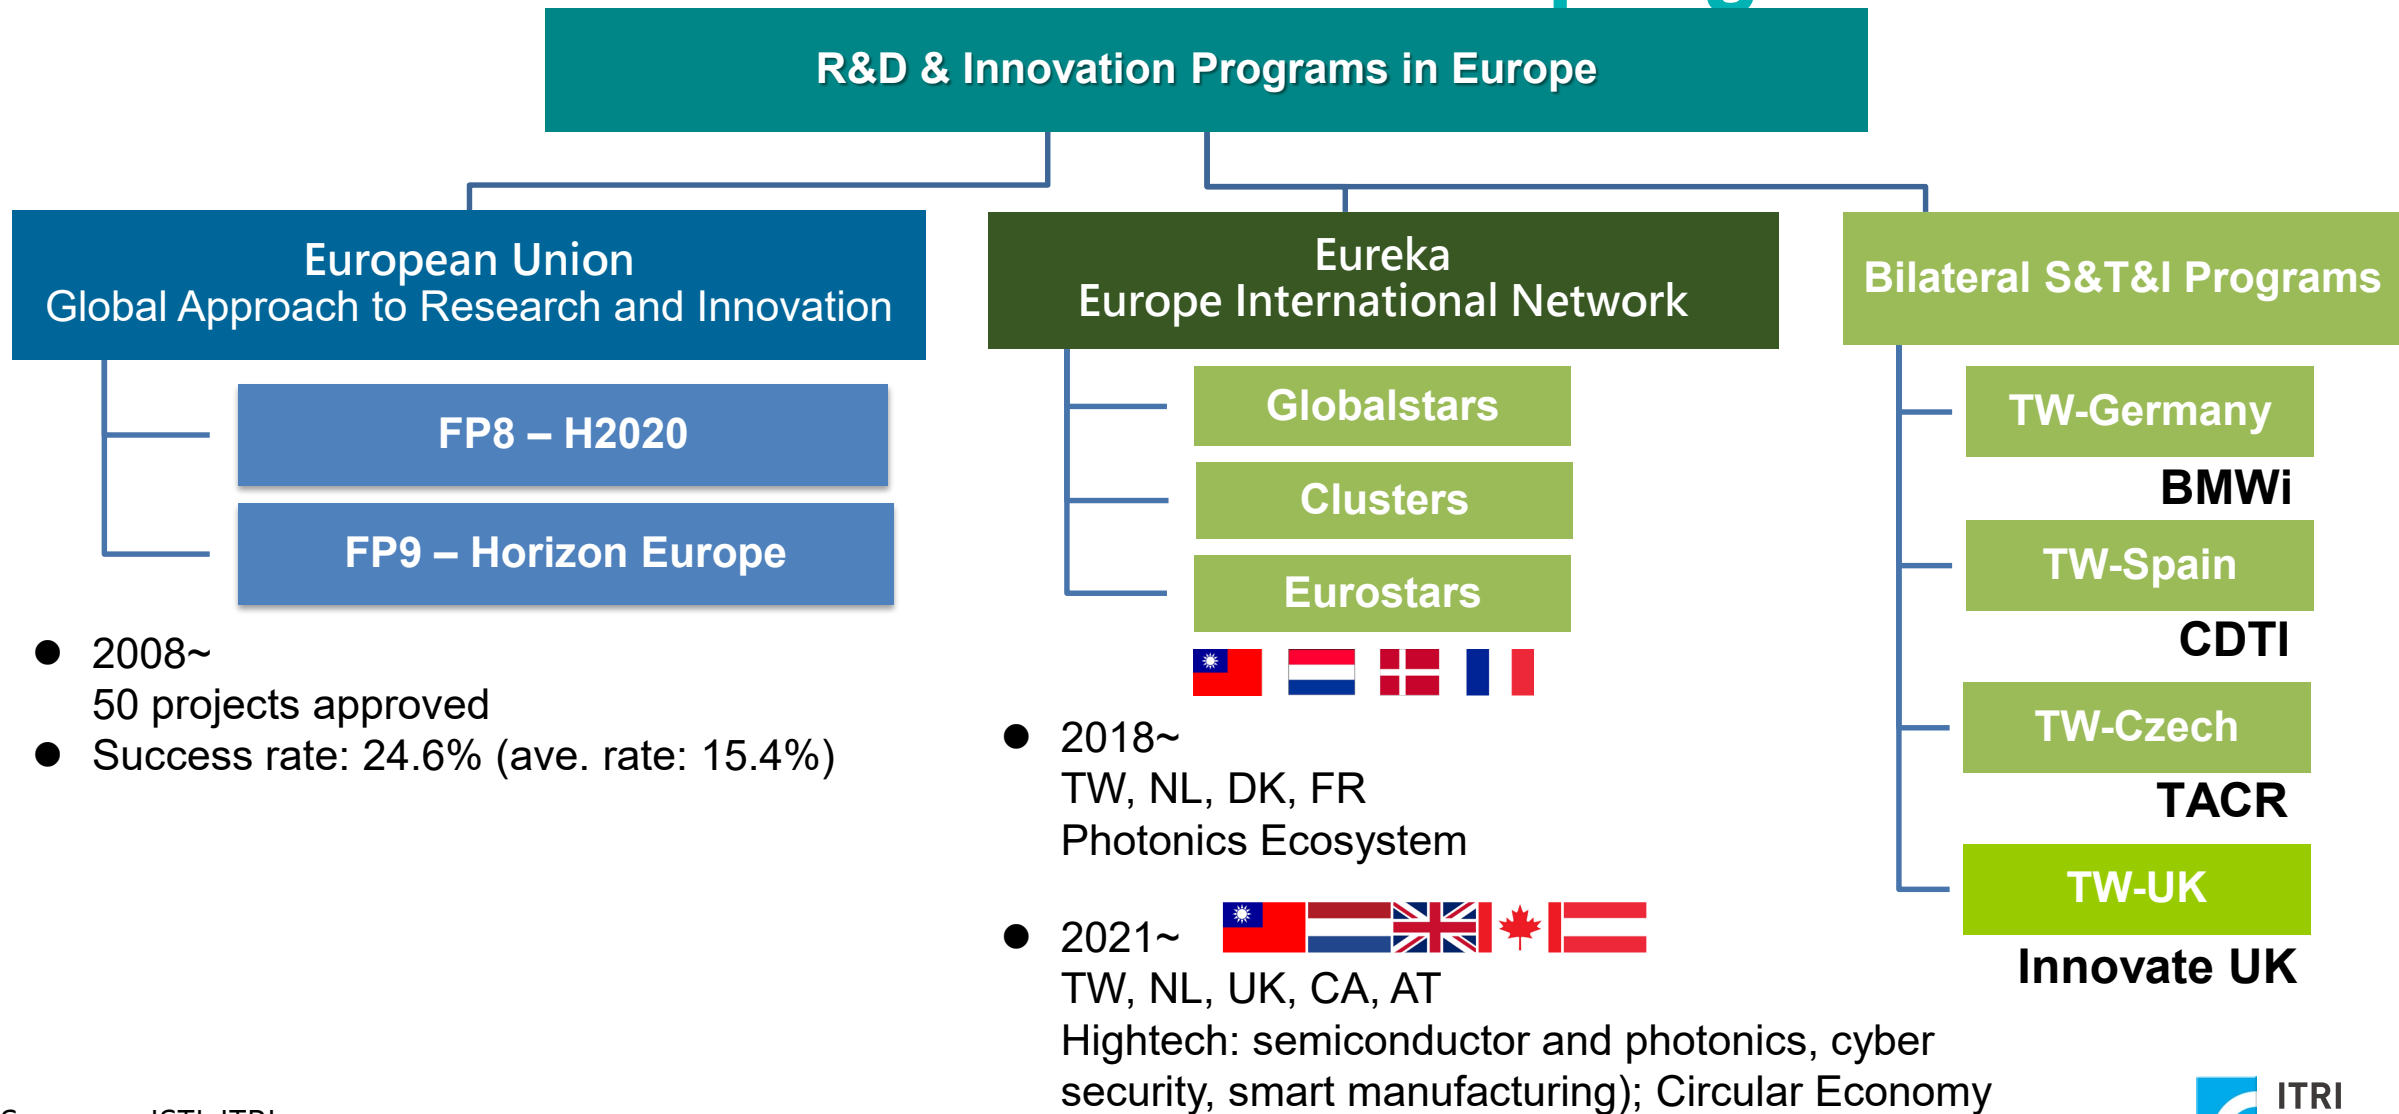 R&D & Innovation Programs in Europe
European Union
Global Approach to Research and Innovation
FP8 – H2020
FP9 – Horizon Europe
● 2008~
50 projects approved
● Success rate: 24.6% (ave. rate: 15.4%)
Eureka
Europe International Network
Globalstars
Clusters
Eurostars
● 2018~
TW, NL, DK, FR
Photonics Ecosystem
● 2021~
TW, NL, UK, CA, AT
Hightech: semiconductor and photonics, cyber
security, smart manufacturing); Circular Economy
Bilateral S&T&I Programs
TW-Germany
BMWi
TW-Spain
CDTI
TW-Czech
TACR
TW-UK
Innovate UK
ITRI